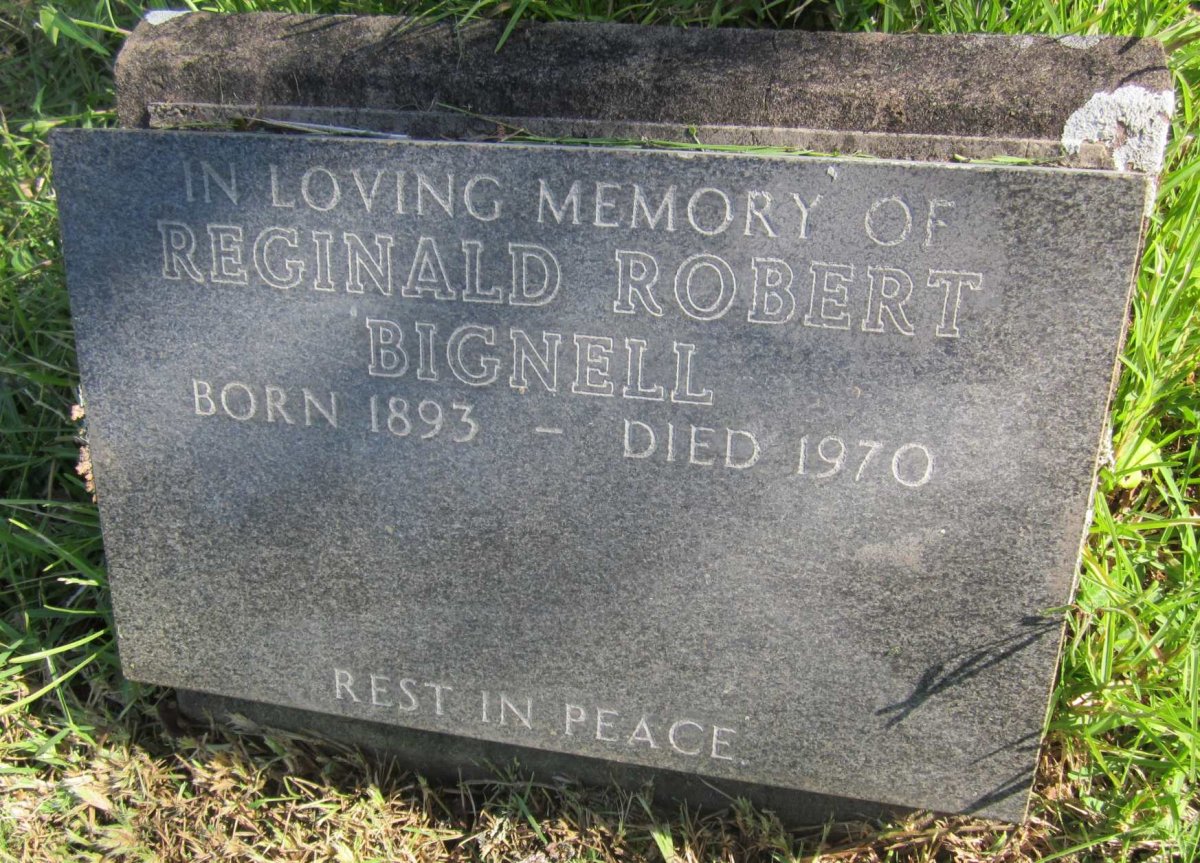 IN LOVING MEMORY OF
REGINALD ROBERT
BIGNELL
BORN 1893 - DIED 1970
REST IN PEACE